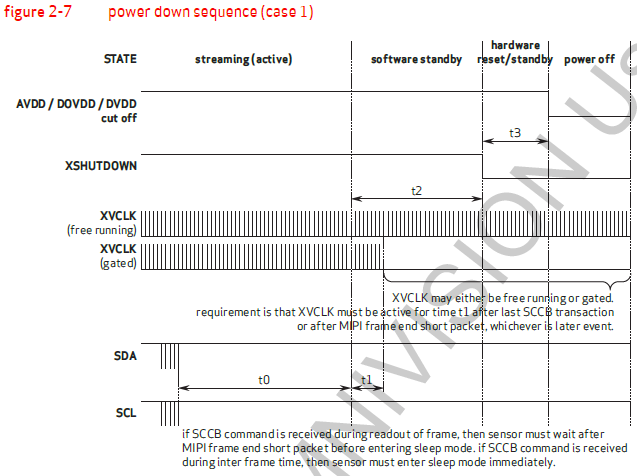 figure 2-7 power down sequence (case 1)
STATE streaming (active) software standby hardware reset/standby power off
AVDD / DOVDD / DVDD
cut off
t3
XSHUTDOWN
t2
XVCLK
(free running)
XVCLK
(gated)
XVCLK may either be free running or gated.
requirement is that XVCLK must be active for time t1 after last SCCB transaction
or after MIPI frame end short packet, whichever is later event.
SDA
t0 t1
SCL
if SCCB command is received during readout of frame, then sensor must wait after
MIPI frame end short packet before entering sleep mode. if SCCB command is received
during inter frame time, then sensor must enter sleep mode immediately.